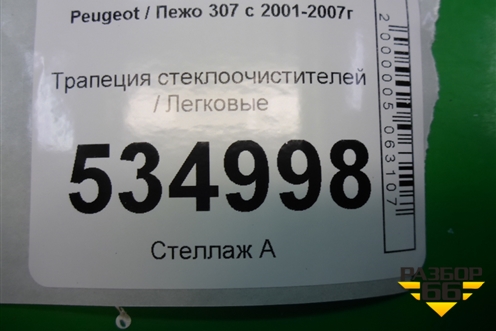 Peugeot / Пежо 307 с 2001-2007г
Трапеция стеклоочистителей
/ Легковые
534998
Стеллаж А
2000005063107
РАЗБОР
66